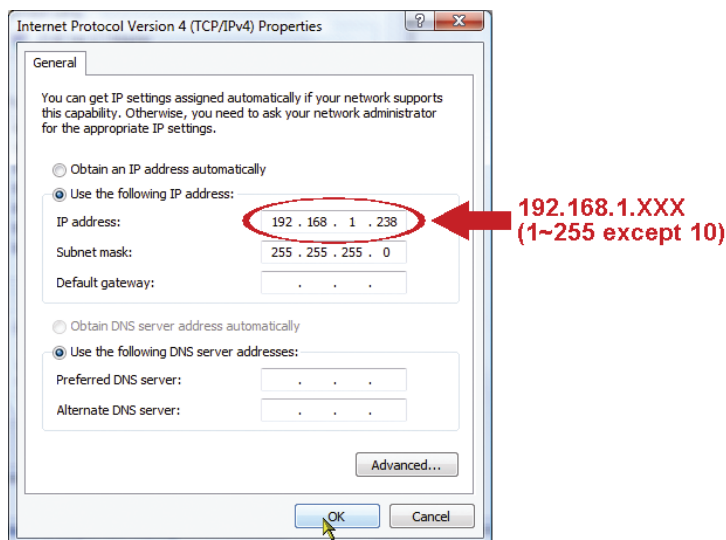 Internet Protocol Version 4 (TCP/IPv4) Properties
General
You can get IP settings assigned automatically if your network supports
this capability. Otherwise, you need to ask your network administrator
for the appropriate IP settings.
Obtain an IP address automatically
Use the following IP address:
IP address: 192 . 168 . 1 . 238
192.168.1.XXX
(1~255 except 10)
Subnet mask: 255 . 255 . 255 . 0
Default gateway: . . .
Obtain DNS server address automatically
Use the following DNS server addresses:
Preferred DNS server: . . .
Alternate DNS server: . . .
Advanced...
OK Cancel